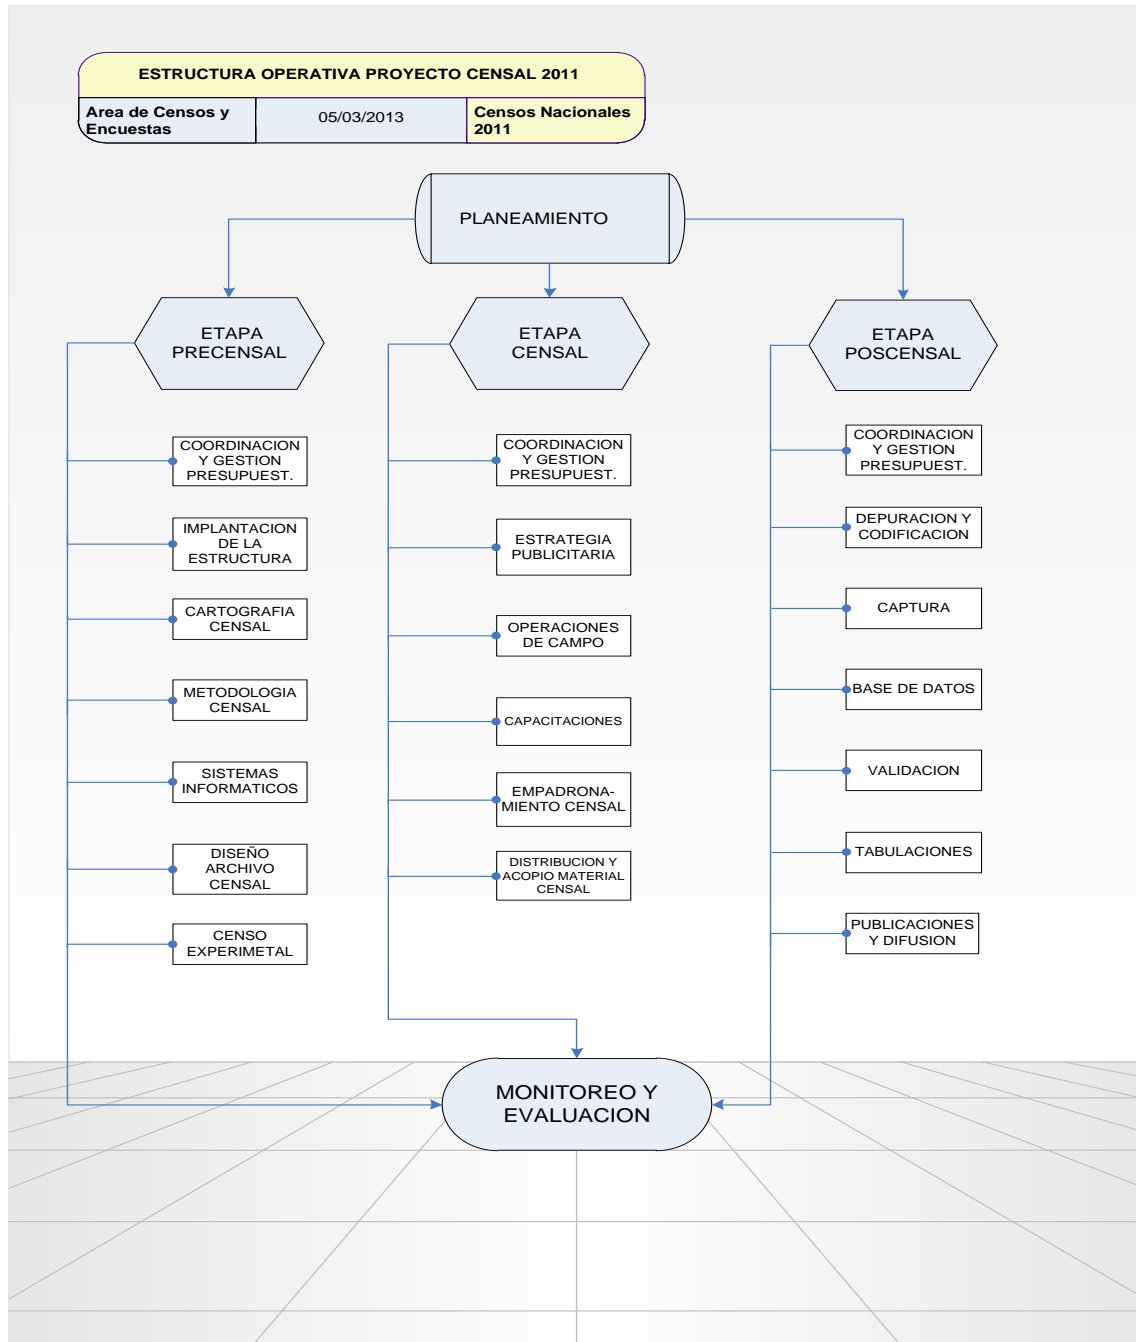 ESTRUCTURA OPERATIVA PROYECTO CENSAL 2011
Area de Censos y
Encuestas
05/03/2013
Censos Nacionales
2011
PLANEAMIENTO
ETAPA
PRECENSAL
ETAPA
CENSAL
ETAPA
POSCENSAL
COORDINACION
Y GESTION
PRESUPUEST.
IMPLANTACION
DE LA
ESTRUCTURA
CARTOGRAFIA
CENSAL
METODOLOGIA
CENSAL
SISTEMAS
INFORMATICOS
DISEÑO
ARCHIVO
CENSAL
CENSO
EXPERIMETAL
COORDINACION
Y GESTION
PRESUPUEST.
ESTRATEGIA
PUBLICITARIA
OPERACIONES
DE CAMPO
CAPACITACIONES
EMPADRONA-
MIENTO CENSAL
DISTRIBUCION Y
ACOPIO MATERIAL
CENSAL
COORDINACION
Y GESTION
PRESUPUEST.
DEPURACION Y
CODIFICACION
CAPTURA
BASE DE DATOS
VALIDACION
TABULACIONES
PUBLICACIONES
Y DIFUSION
MONITOREO Y
EVALUACION